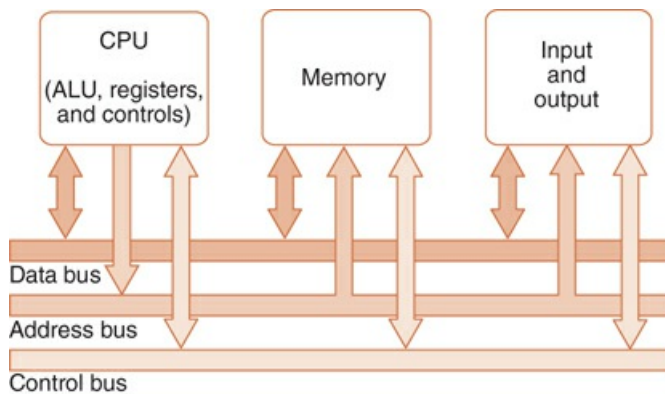 CPU
(ALU, registers,
and controls)
Memory
Input
and
output
Data bus
Address bus
Control bus